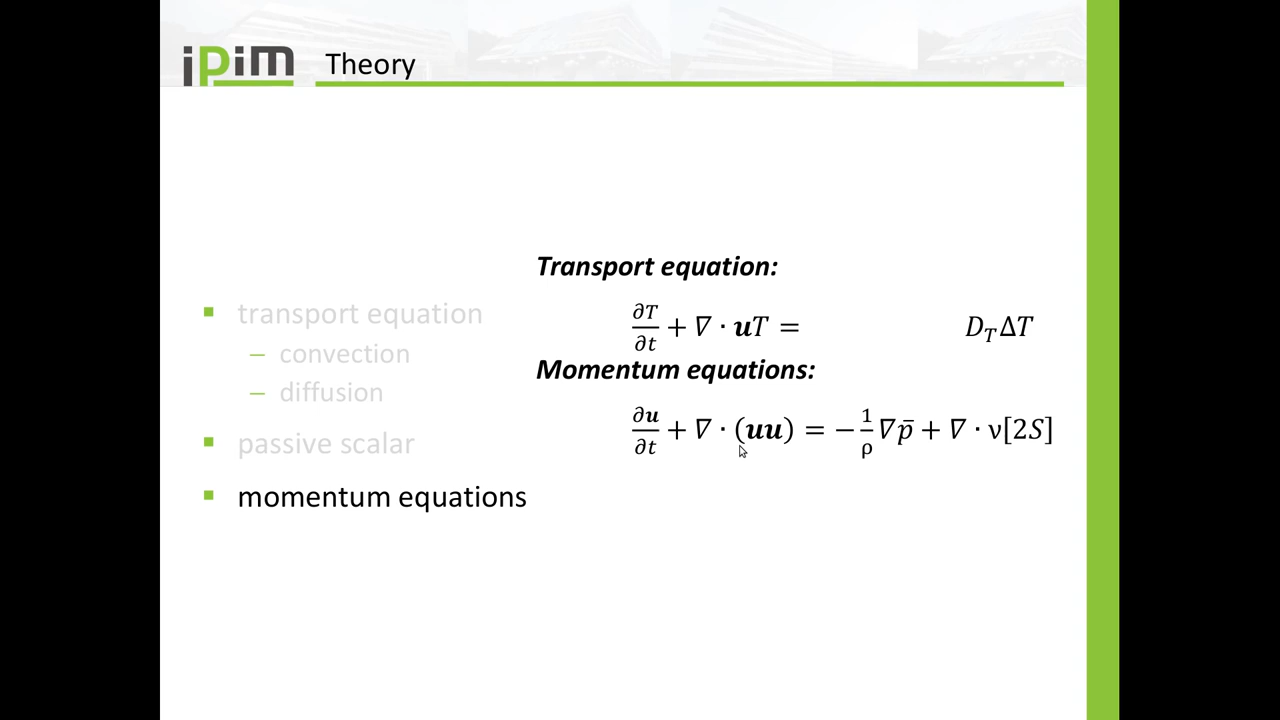 ipim
Theory
Transport equation:
∂T/∂t + ∇ · uT = D_T ΔT
Momentum equations:
∂u/∂t + ∇ · (uu) = −1/ρ ∇p̄ + ∇ · ν[2S]
transport equation
– convection
– diffusion
passive scalar
momentum equations